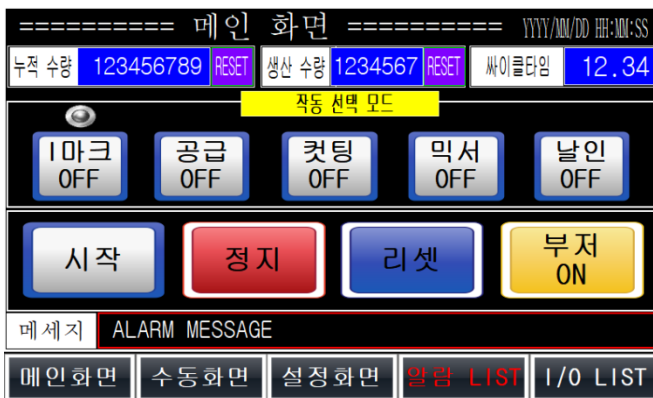 ========== 메인 화면 ========== YYYY/MM/DD HH:MM:SS
누적 수량 123456789 RESET 생산 수량 1234567 RESET 싸이클타임 12.34
작동 선택 모드
I마크 공급 컷팅 믹서 날인
OFF OFF OFF OFF OFF
시작 정지 리셋 부저 ON
메세지 ALARM MESSAGE
메인화면 수동화면 설정화면 알림 LIST I/O LIST